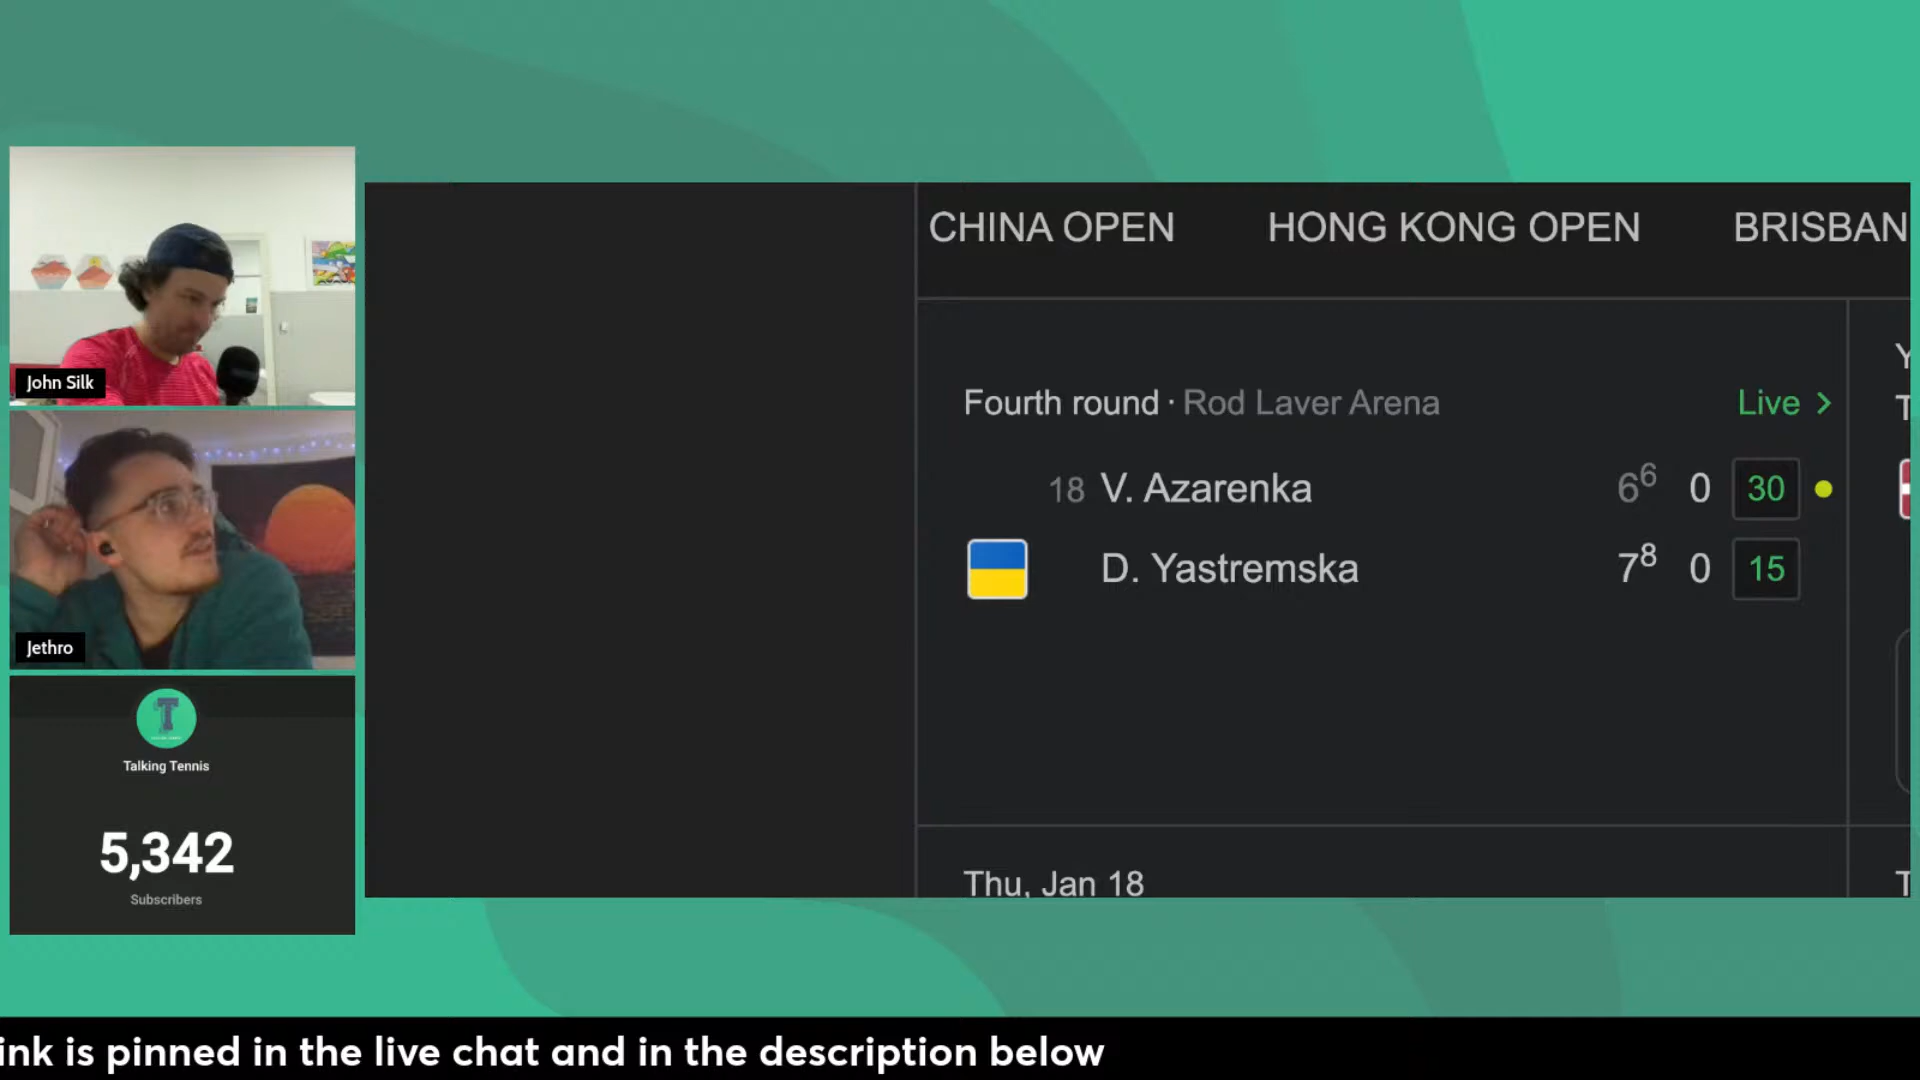 CHINA OPEN HONG KONG OPEN BRISBAN
Fourth round · Rod Laver Arena Live
18 V. Azarenka 6⁶ 0 30
D. Yastremska 7⁸ 0 15
Thu, Jan 18
John Silk
Jethro
T
Talking Tennis
5,342
Subscribers
ink is pinned in the live chat and in the description below